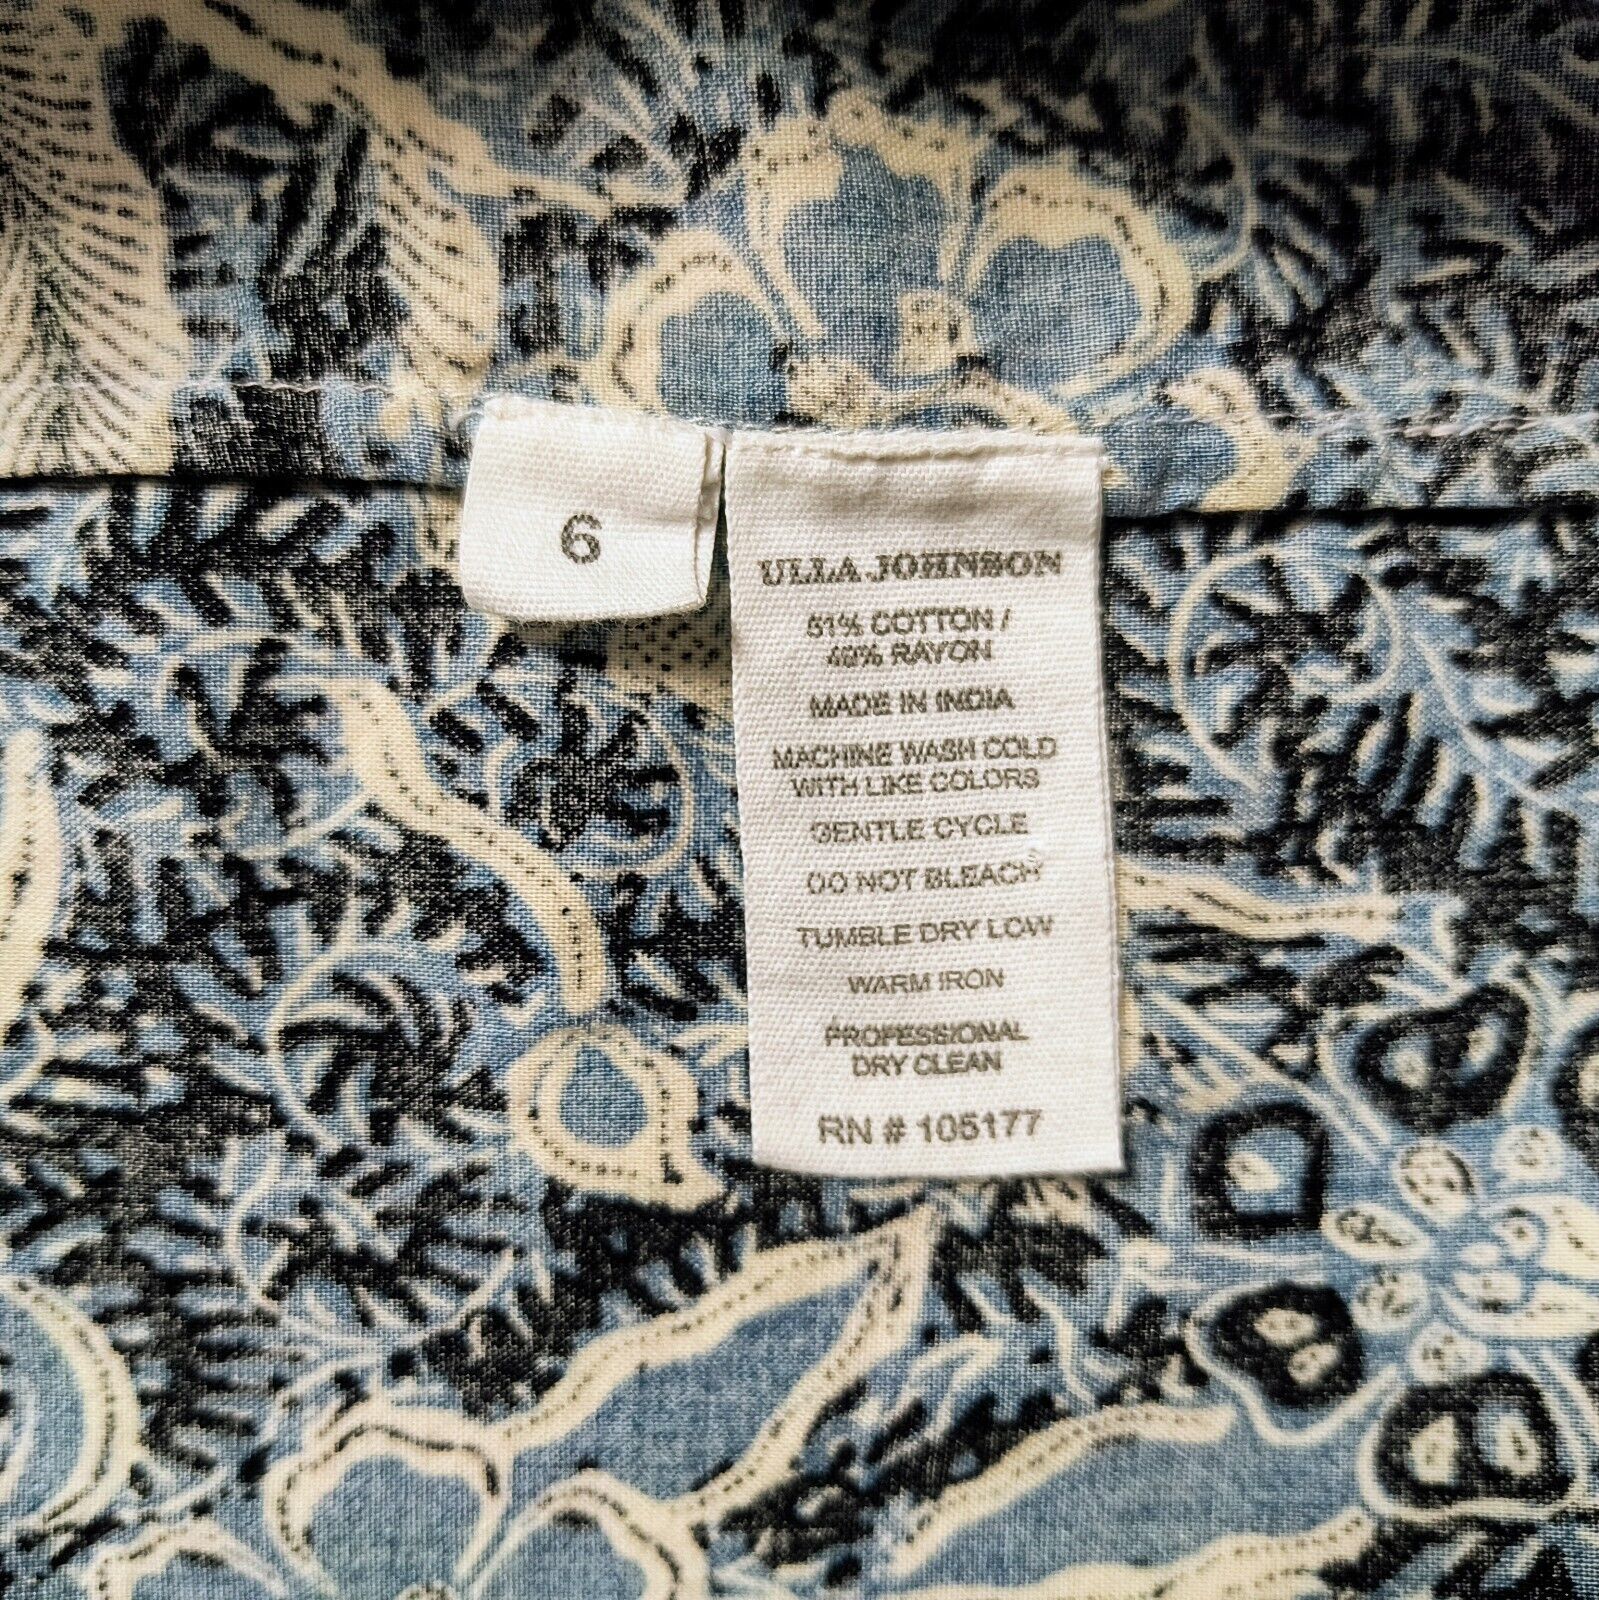 6
ULLA JOHNSON
51% COTTON /
49% RAYON
MADE IN INDIA
MACHINE WASH COLD
WITH LIKE COLORS
GENTLE CYCLE
DO NOT BLEACH
TUMBLE DRY LOW
WARM IRON
PROFESSIONAL
DRY CLEAN
RN # 105177